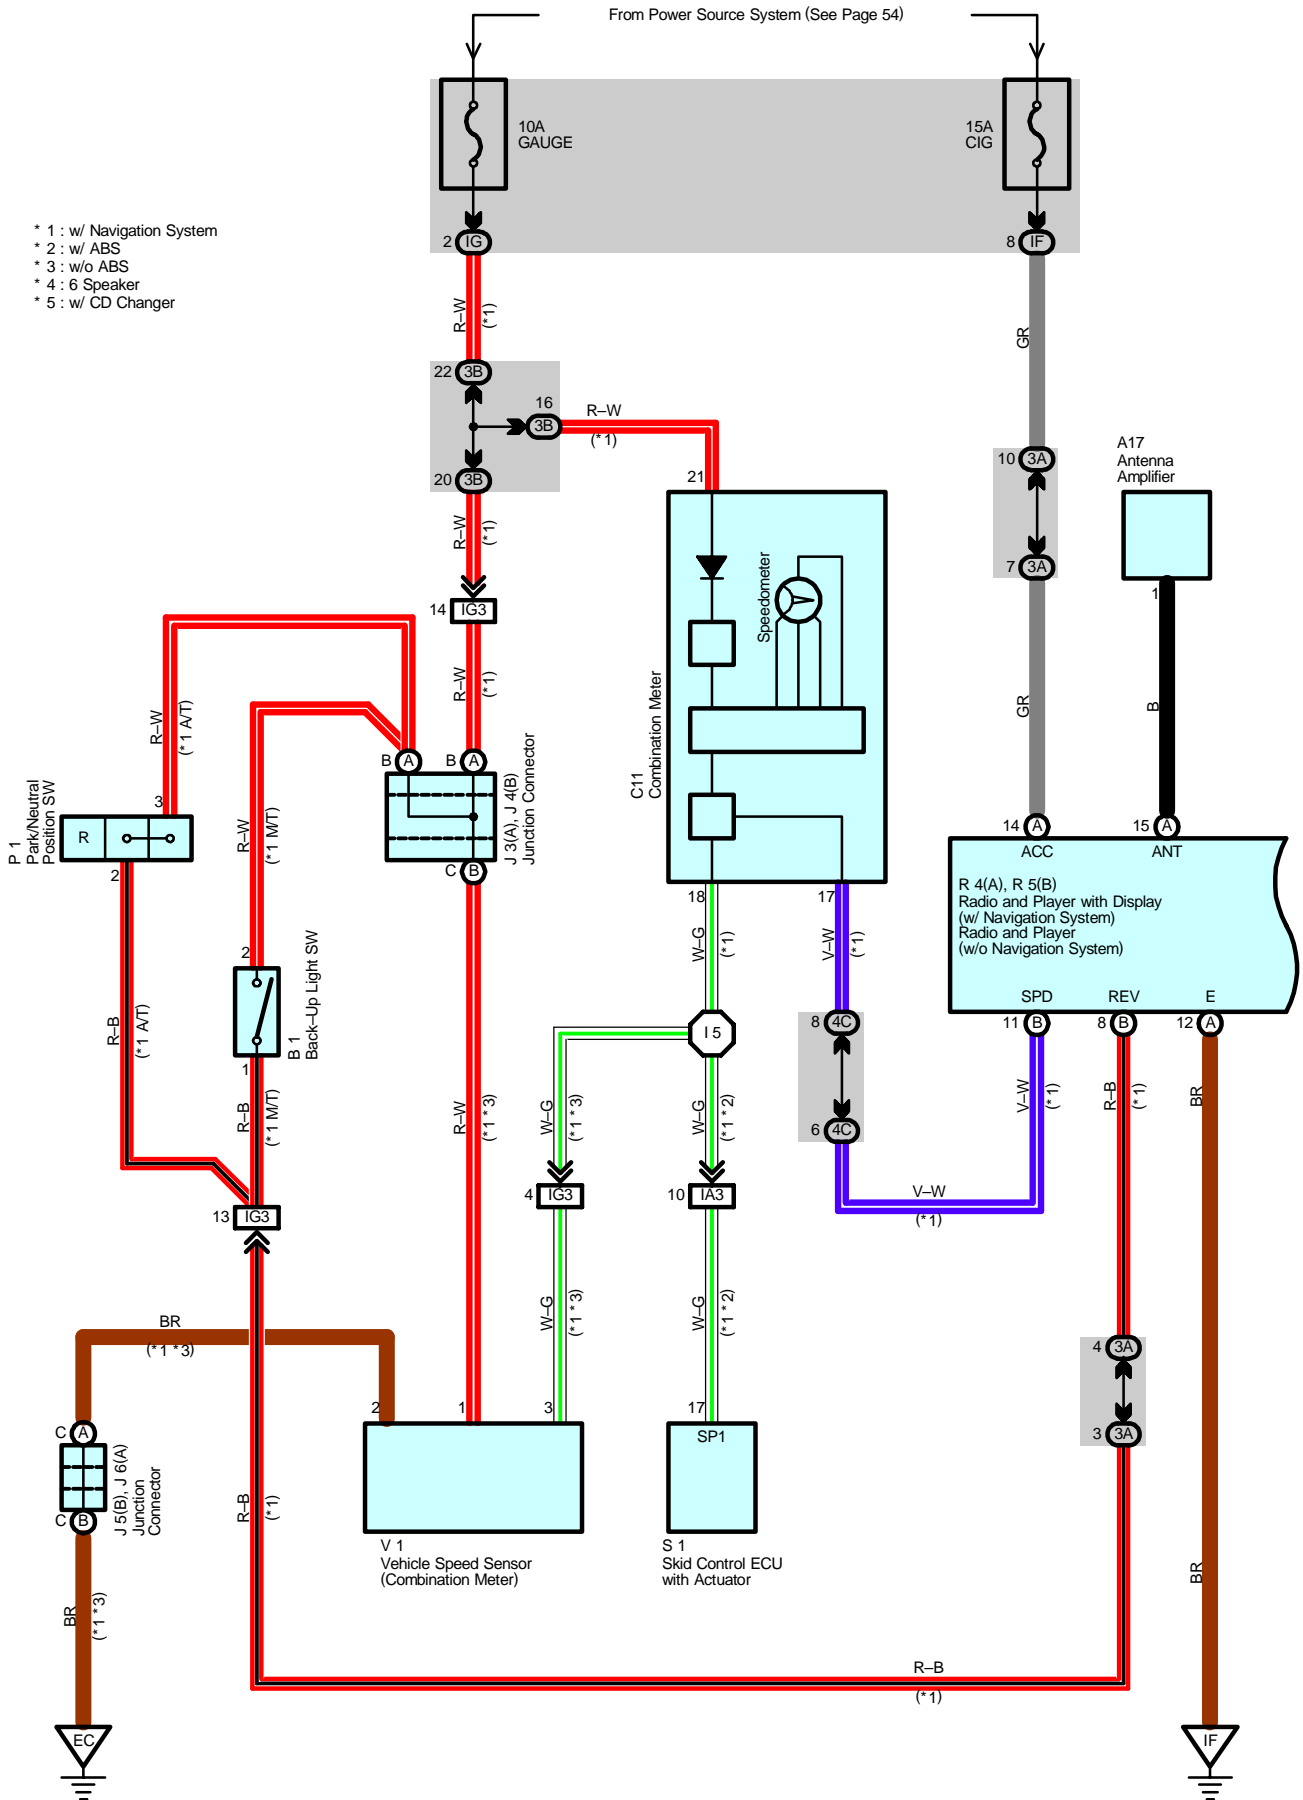 From Power Source System (See Page 54)
10A
GAUGE
15A
CIG
* 1 : w/ Navigation System
* 2 : w/ ABS
* 3 : w/o ABS
* 4 : 6 Speaker
* 5 : w/ CD Changer
2 IG
8 IF
R–W
(*1)
GR
22 3B
16
3B
R–W
(*1)
20 3B
10 3A
A17
Antenna
Amplifier
21
R–W
(*1)
7 3A
1
14 IG3
Speedometer
C11
Combination Meter
R–W
(*1)
R–W
(*1 A/T)
GR
B
B A
B A
J 3(A), J 4(B)
Junction Connector
P 1
Park/Neutral
Position SW
3
R
2
R–W
(*1 M/T)
C B
14 A
15 A
ACC
ANT
R 4(A), R 5(B)
Radio and Player with Display
(w/ Navigation System)
Radio and Player
(w/o Navigation System)
18
17
W–G
(*1)
V–W
(*1)
2
B 1
Back–Up Light SW
1
SPD
REV
E
11 B
8 B
12 A
R–B
(*1 A/T)
I 5
8 4C
R–B
(*1 M/T)
R–W
(*1 *3)
W–G
(*1 *3)
W–G
(*1 *2)
V–W
(*1)
R–B
(*1)
BR
6 4C
4 IG3
10 IA3
V–W
(*1)
13 IG3
BR
(*1 *3)
W–G
(*1 *3)
W–G
(*1 *2)
4 3A
2
1
3
17
SP1
3 3A
C A
J 5(B), J 6(A)
Junction
Connector
C B
R–B
(*1)
V 1
Vehicle Speed Sensor
(Combination Meter)
S 1
Skid Control ECU
with Actuator
BR
(*1 *3)
BR
R–B
(*1)
EC
IF